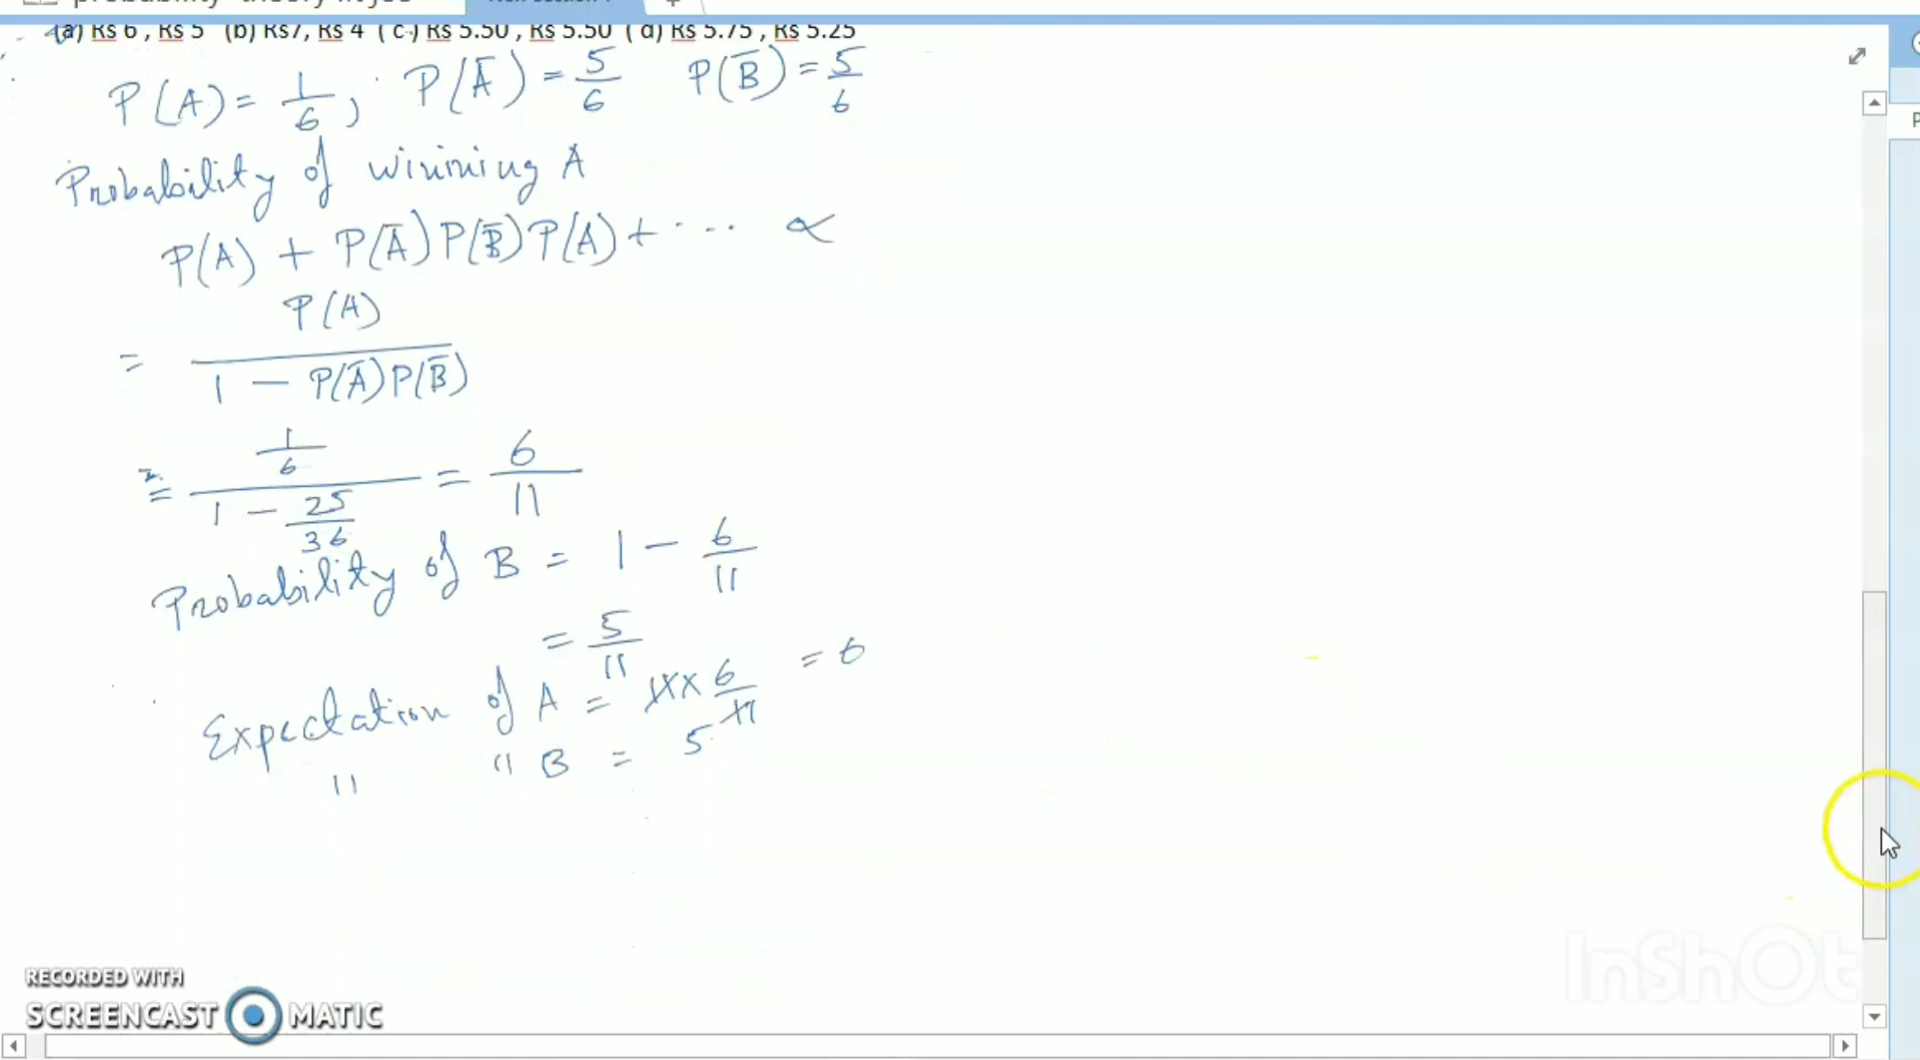 (a) Rs 6 , Rs 5 (b) Rs7, Rs 4 ( c ) Rs 5.50 , Rs 5.50 ( d) Rs 5.75 , Rs 5.25
P(A) = 1/6, P(A̅) = 5/6 P(B̅) = 5/6
Probability of winining A
P(A) + P(A̅)P(B̅)P(A) + ··· ∝
= P(A) / 1 − P(A̅)P(B̅)
= 1/6 / 1 − 25/36 = 6/11
Probability of B = 1 − 6/11
= 5/11
Expectation of A = 11 × 6/11 = 6
" " B = 5
InShOt
RECORDED WITH
SCREENCAST MATIC